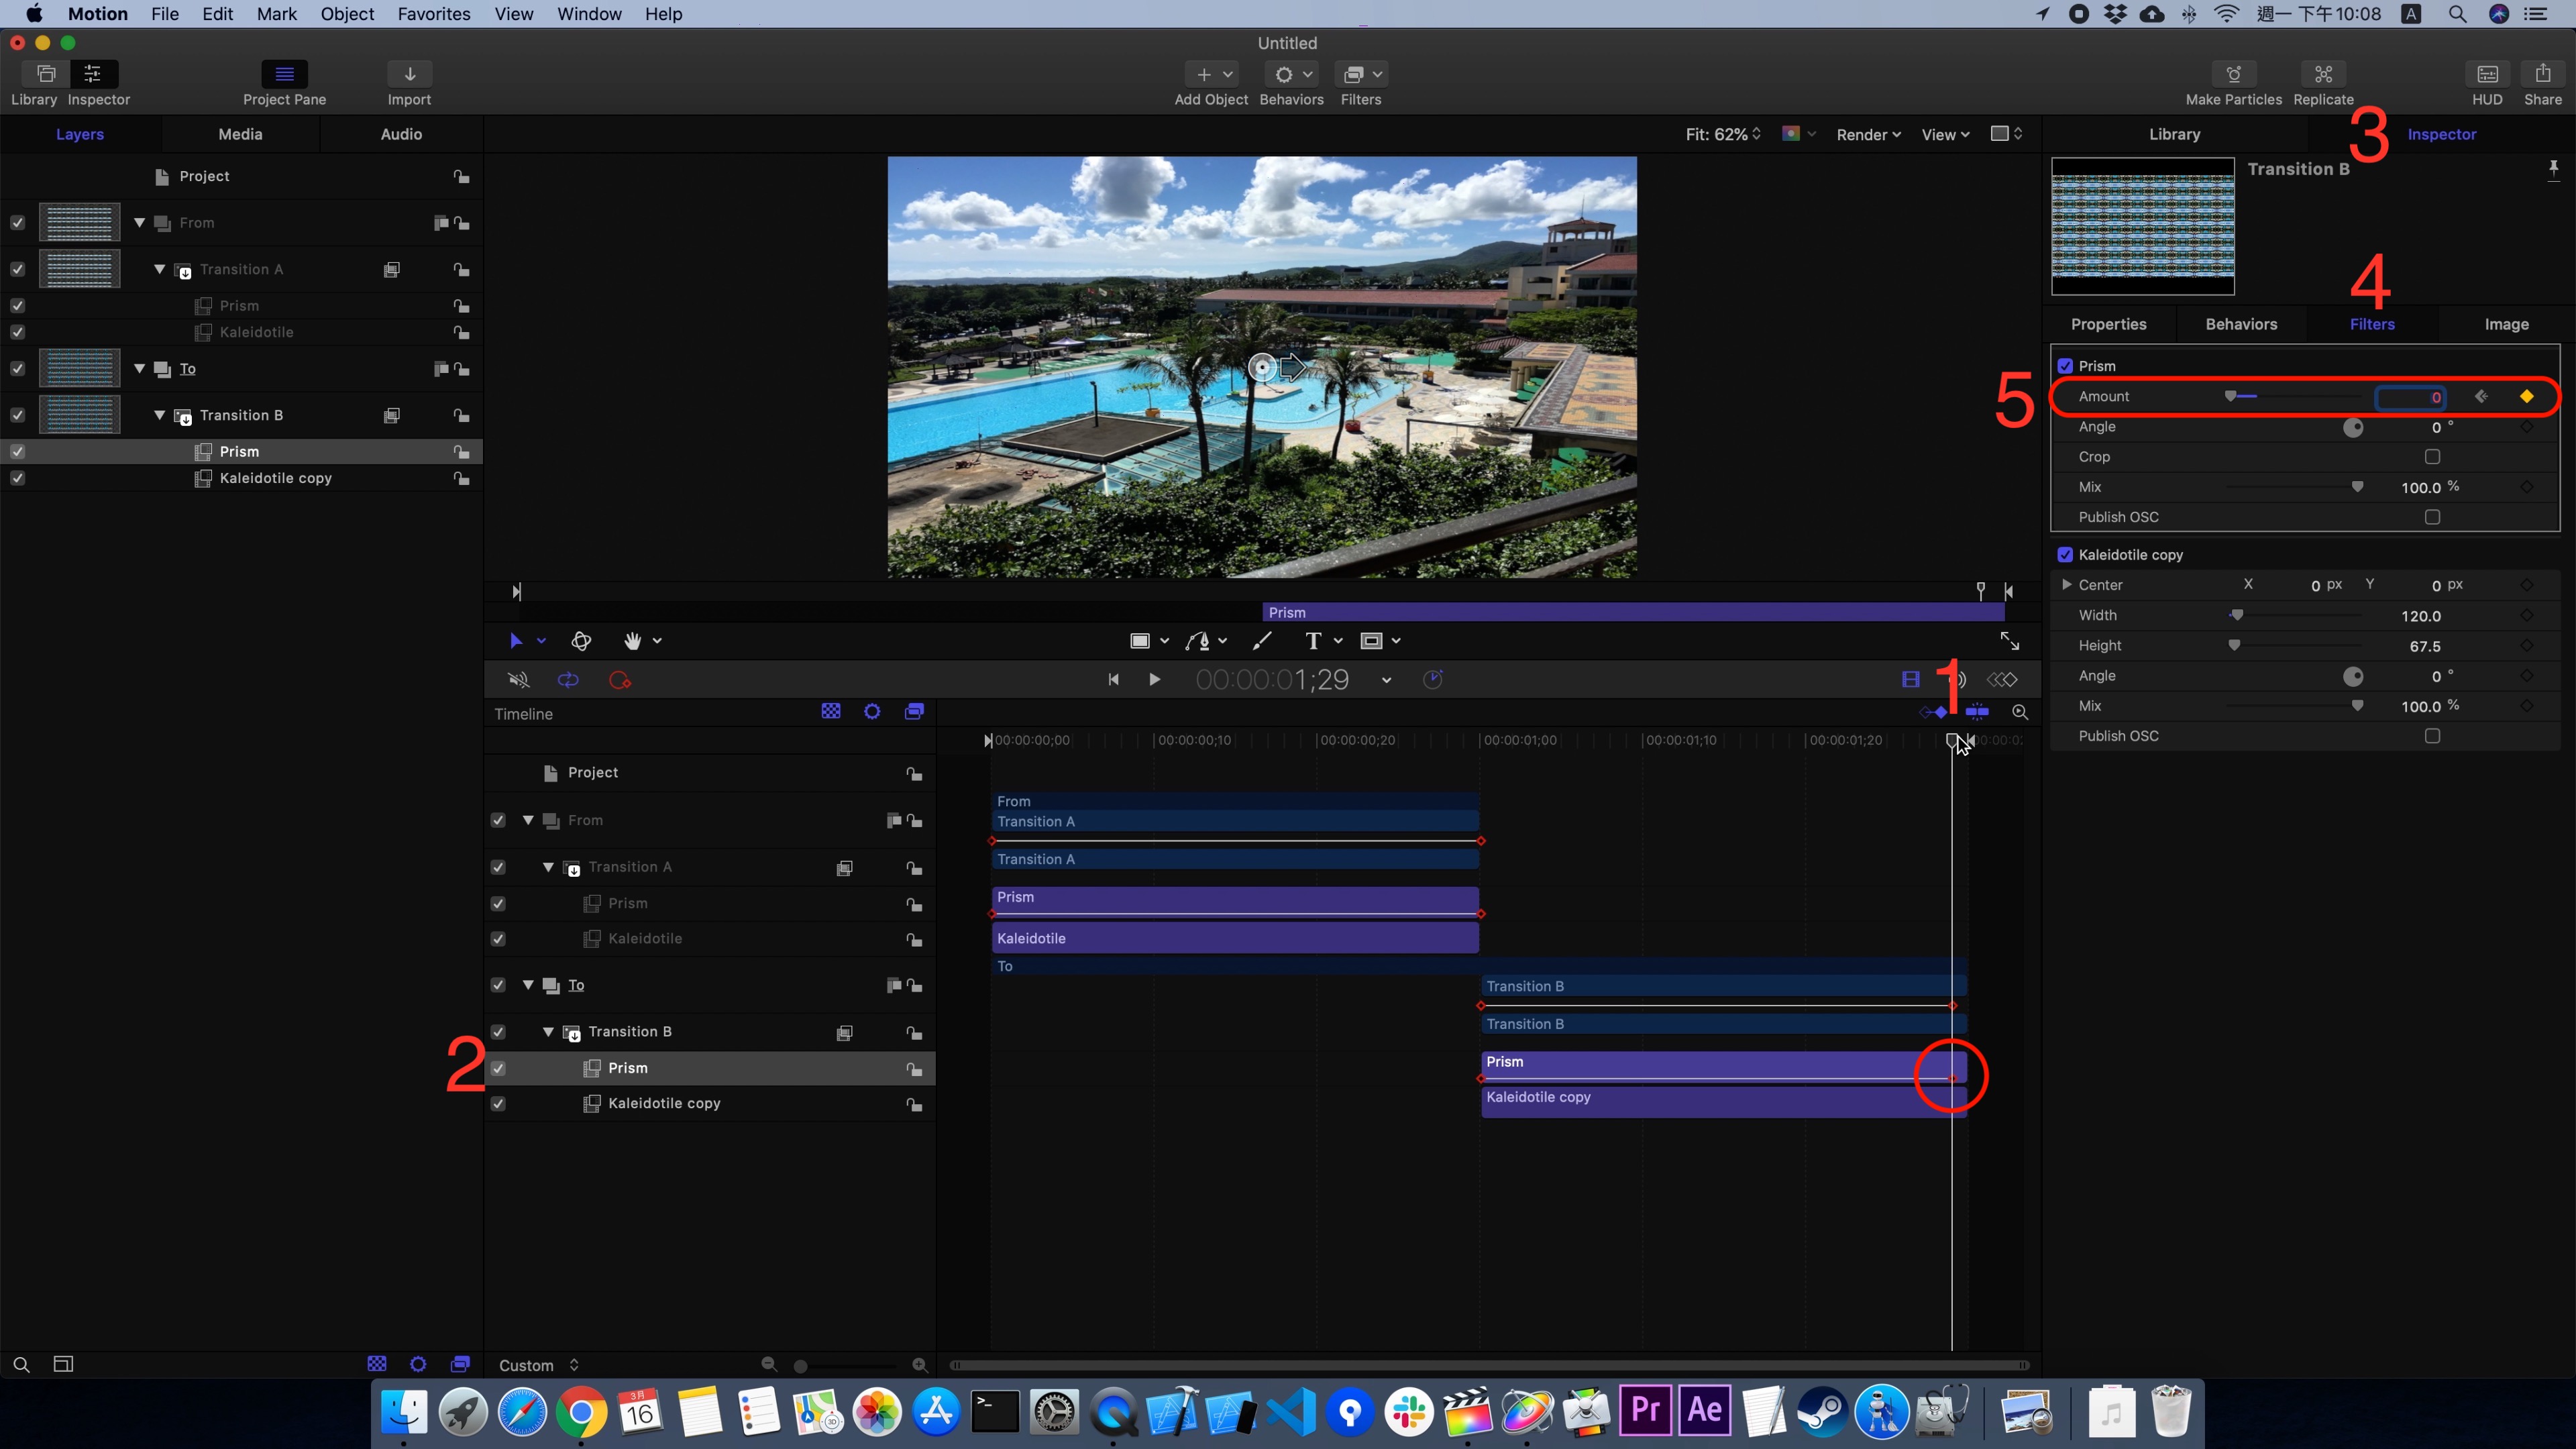 Motion File Edit Mark Object Favorites View Window Help
週一 下午10:08 A
Untitled
Library Inspector Project Pane Import Add Object Behaviors Filters Make Particles Replicate HUD Share
Layers Media Audio
Fit: 62% Render View
Library 3 Inspector
Project
From
Transition A
Prism
Kaleidotile
To
Transition B
Prism
Kaleidotile copy
Transition B
4
Properties Behaviors Filters Image
Prism
5
Amount 0
Angle 0 °
Crop
Mix 100.0 %
Publish OSC
Kaleidotile copy
Center X 0 px Y 0 px
Width 120.0
Height 67.5
Angle 0 °
Mix 100.0 %
Publish OSC
Prism
T
00:00:01;29
1
Timeline
00:00:00;00 00:00:00;10 00:00:00;20 00:00:01;00 00:00:01;10 00:00:01;20
Project
From
Transition A
Prism
Kaleidotile
To
Transition B
2
Prism
Kaleidotile copy
From
Transition A
Transition A
Prism
Kaleidotile
To
Transition B
Transition B
Prism
Kaleidotile copy
Custom
3月
16
3D
>_
Pr
Ae